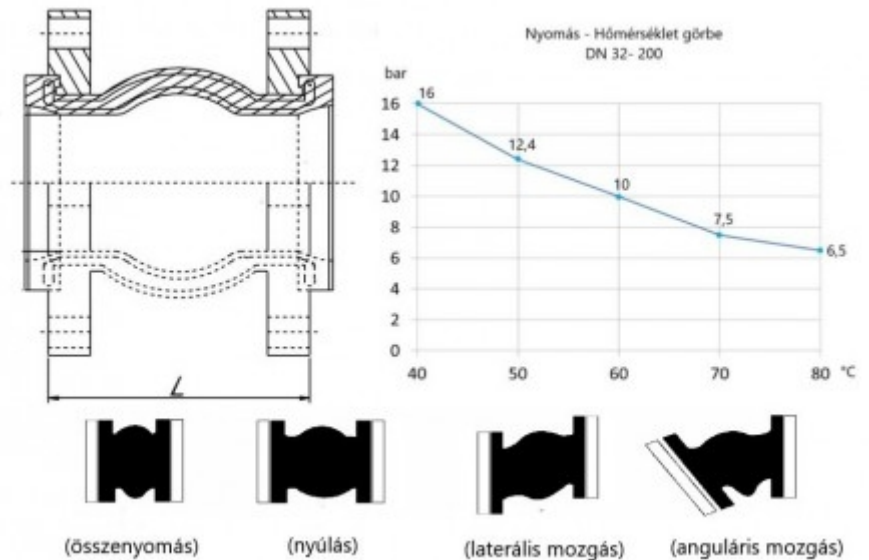 Nyomás - Hőmérséklet görbe
DN 32- 200
bar
16
14
12
10
8
6
4
2
0
16
12,4
10
7,5
6,5
40 50 60 70 80 °C
L
(összenyomás) (nyúlás) (laterális mozgás) (anguláris mozgás)